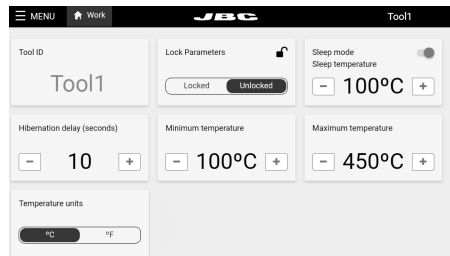 MENU Work JBC Tool1
Tool ID
Tool1
Lock Parameters
Locked Unlocked
Sleep mode
Sleep temperature
- 100ºC +
Hibernation delay (seconds)
- 10 +
Minimum temperature
- 100ºC +
Maximum temperature
- 450ºC +
Temperature units
ºC ºF